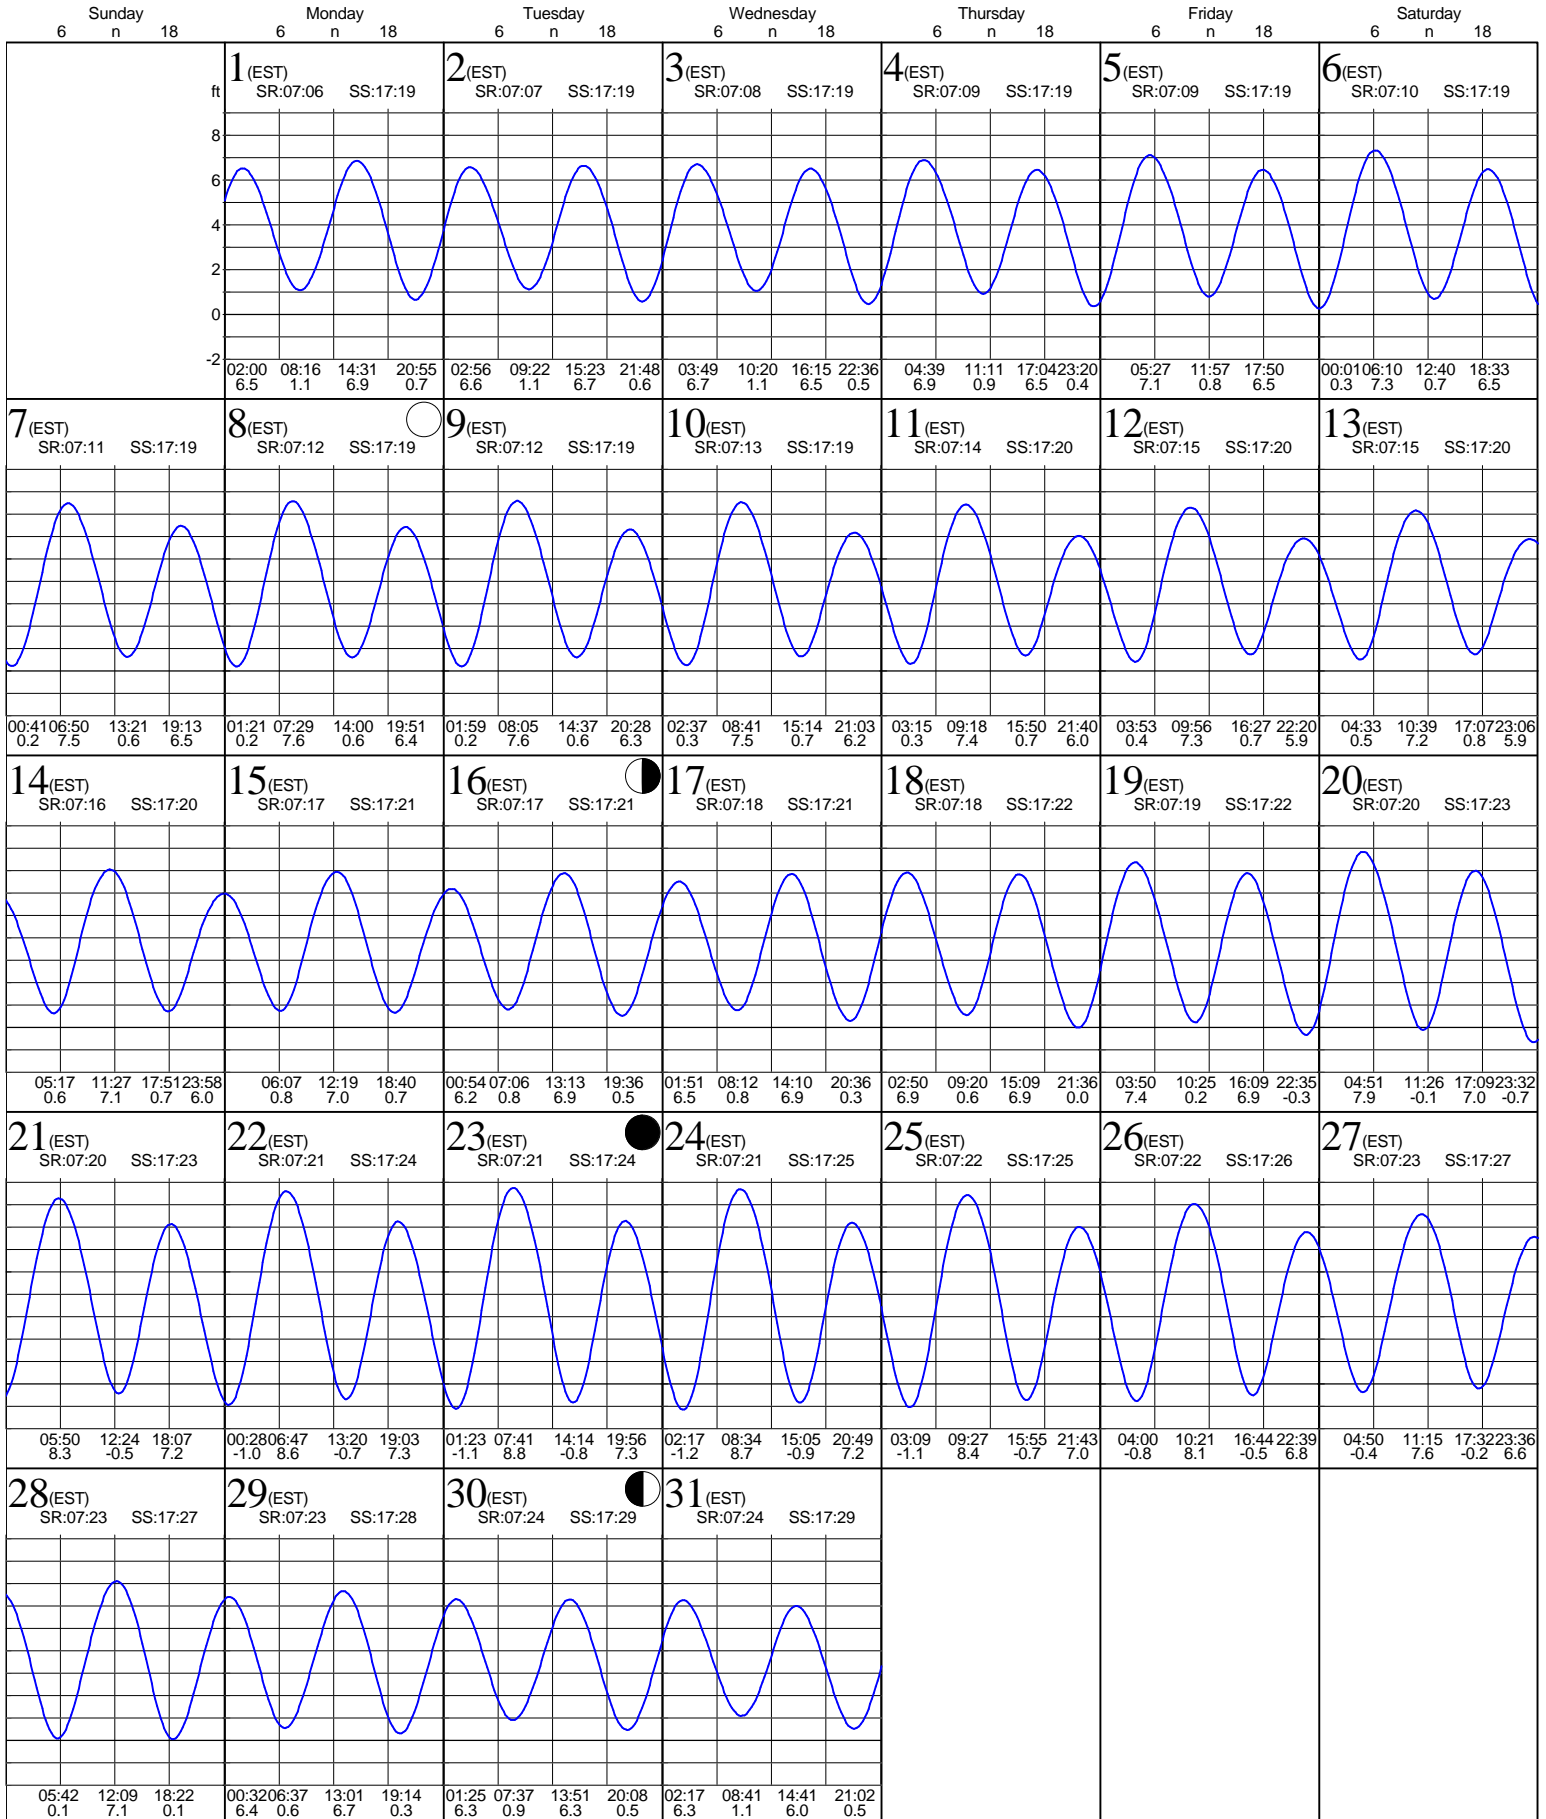 Sunday Monday Tuesday Wednesday Thursday Friday Saturday
6 n 18 6 n 18 6 n 18 6 n 18 6 n 18 6 n 18 6 n 18
1(EST) 2(EST) 3(EST) 4(EST) 5(EST) 6(EST)
ft SR:07:06 SS:17:19 SR:07:07 SS:17:19 SR:07:08 SS:17:19 SR:07:09 SS:17:19 SR:07:09 SS:17:19 SR:07:10 SS:17:19
8
6
4
2
0
-2
02:00 08:16 14:31 20:55 02:56 09:22 15:23 21:48 03:49 10:20 16:15 22:36 04:39 11:11 17:04 23:20 05:27 11:57 17:50 00:01 06:10 12:40 18:33
6.5 1.1 6.9 0.7 6.6 1.1 6.7 0.6 6.7 1.1 6.5 0.5 6.9 0.9 6.5 0.4 7.1 0.8 6.5 0.3 7.3 0.7 6.5
7(EST) 8(EST) 9(EST) 10(EST) 11(EST) 12(EST) 13(EST)
SR:07:11 SS:17:19 SR:07:12 SS:17:19 SR:07:12 SS:17:19 SR:07:13 SS:17:19 SR:07:14 SS:17:20 SR:07:15 SS:17:20 SR:07:15 SS:17:20
00:41 06:50 13:21 19:13 01:21 07:29 14:00 19:51 01:59 08:05 14:37 20:28 02:37 08:41 15:14 21:03 03:15 09:18 15:50 21:40 03:53 09:56 16:27 22:20 04:33 10:39 17:07 23:06
0.2 7.5 0.6 6.5 0.2 7.6 0.6 6.4 0.2 7.6 0.6 6.3 0.3 7.5 0.7 6.2 0.3 7.4 0.7 6.0 0.4 7.3 0.7 5.9 0.5 7.2 0.8 5.9
14(EST) 15(EST) 16(EST) 17(EST) 18(EST) 19(EST) 20(EST)
SR:07:16 SS:17:20 SR:07:17 SS:17:21 SR:07:17 SS:17:21 SR:07:18 SS:17:21 SR:07:18 SS:17:22 SR:07:19 SS:17:22 SR:07:20 SS:17:23
05:17 11:27 17:51 23:58 06:07 12:19 18:40 00:54 07:06 13:13 19:36 01:51 08:12 14:10 20:36 02:50 09:20 15:09 21:36 03:50 10:25 16:09 22:35 04:51 11:26 17:09 23:32
0.6 7.1 0.7 6.0 0.8 7.0 0.7 6.2 0.8 6.9 0.5 6.5 0.8 6.9 0.3 6.9 0.6 6.9 0.0 7.4 0.2 6.9 -0.3 7.9 -0.1 7.0 -0.7
21(EST) 22(EST) 23(EST) 24(EST) 25(EST) 26(EST) 27(EST)
SR:07:20 SS:17:23 SR:07:21 SS:17:24 SR:07:21 SS:17:24 SR:07:21 SS:17:25 SR:07:22 SS:17:25 SR:07:22 SS:17:26 SR:07:23 SS:17:27
05:50 12:24 18:07 00:28 06:47 13:20 19:03 01:23 07:41 14:14 19:56 02:17 08:34 15:05 20:49 03:09 09:27 15:55 21:43 04:00 10:21 16:44 22:39 04:50 11:15 17:32 23:36
8.3 -0.5 7.2 -1.0 8.6 -0.7 7.3 -1.1 8.8 -0.8 7.3 -1.2 8.7 -0.9 7.2 -1.1 8.4 -0.7 7.0 -0.8 8.1 -0.5 6.8 -0.4 7.6 -0.2 6.6
28(EST) 29(EST) 30(EST) 31(EST)
SR:07:23 SS:17:27 SR:07:23 SS:17:28 SR:07:24 SS:17:29 SR:07:24 SS:17:29
05:42 12:09 18:22 00:32 06:37 13:01 19:14 01:25 07:37 13:51 20:08 02:17 08:41 14:41 21:02
0.1 7.1 0.1 6.4 0.6 6.7 0.3 6.3 0.9 6.3 0.5 6.3 1.1 6.0 0.5